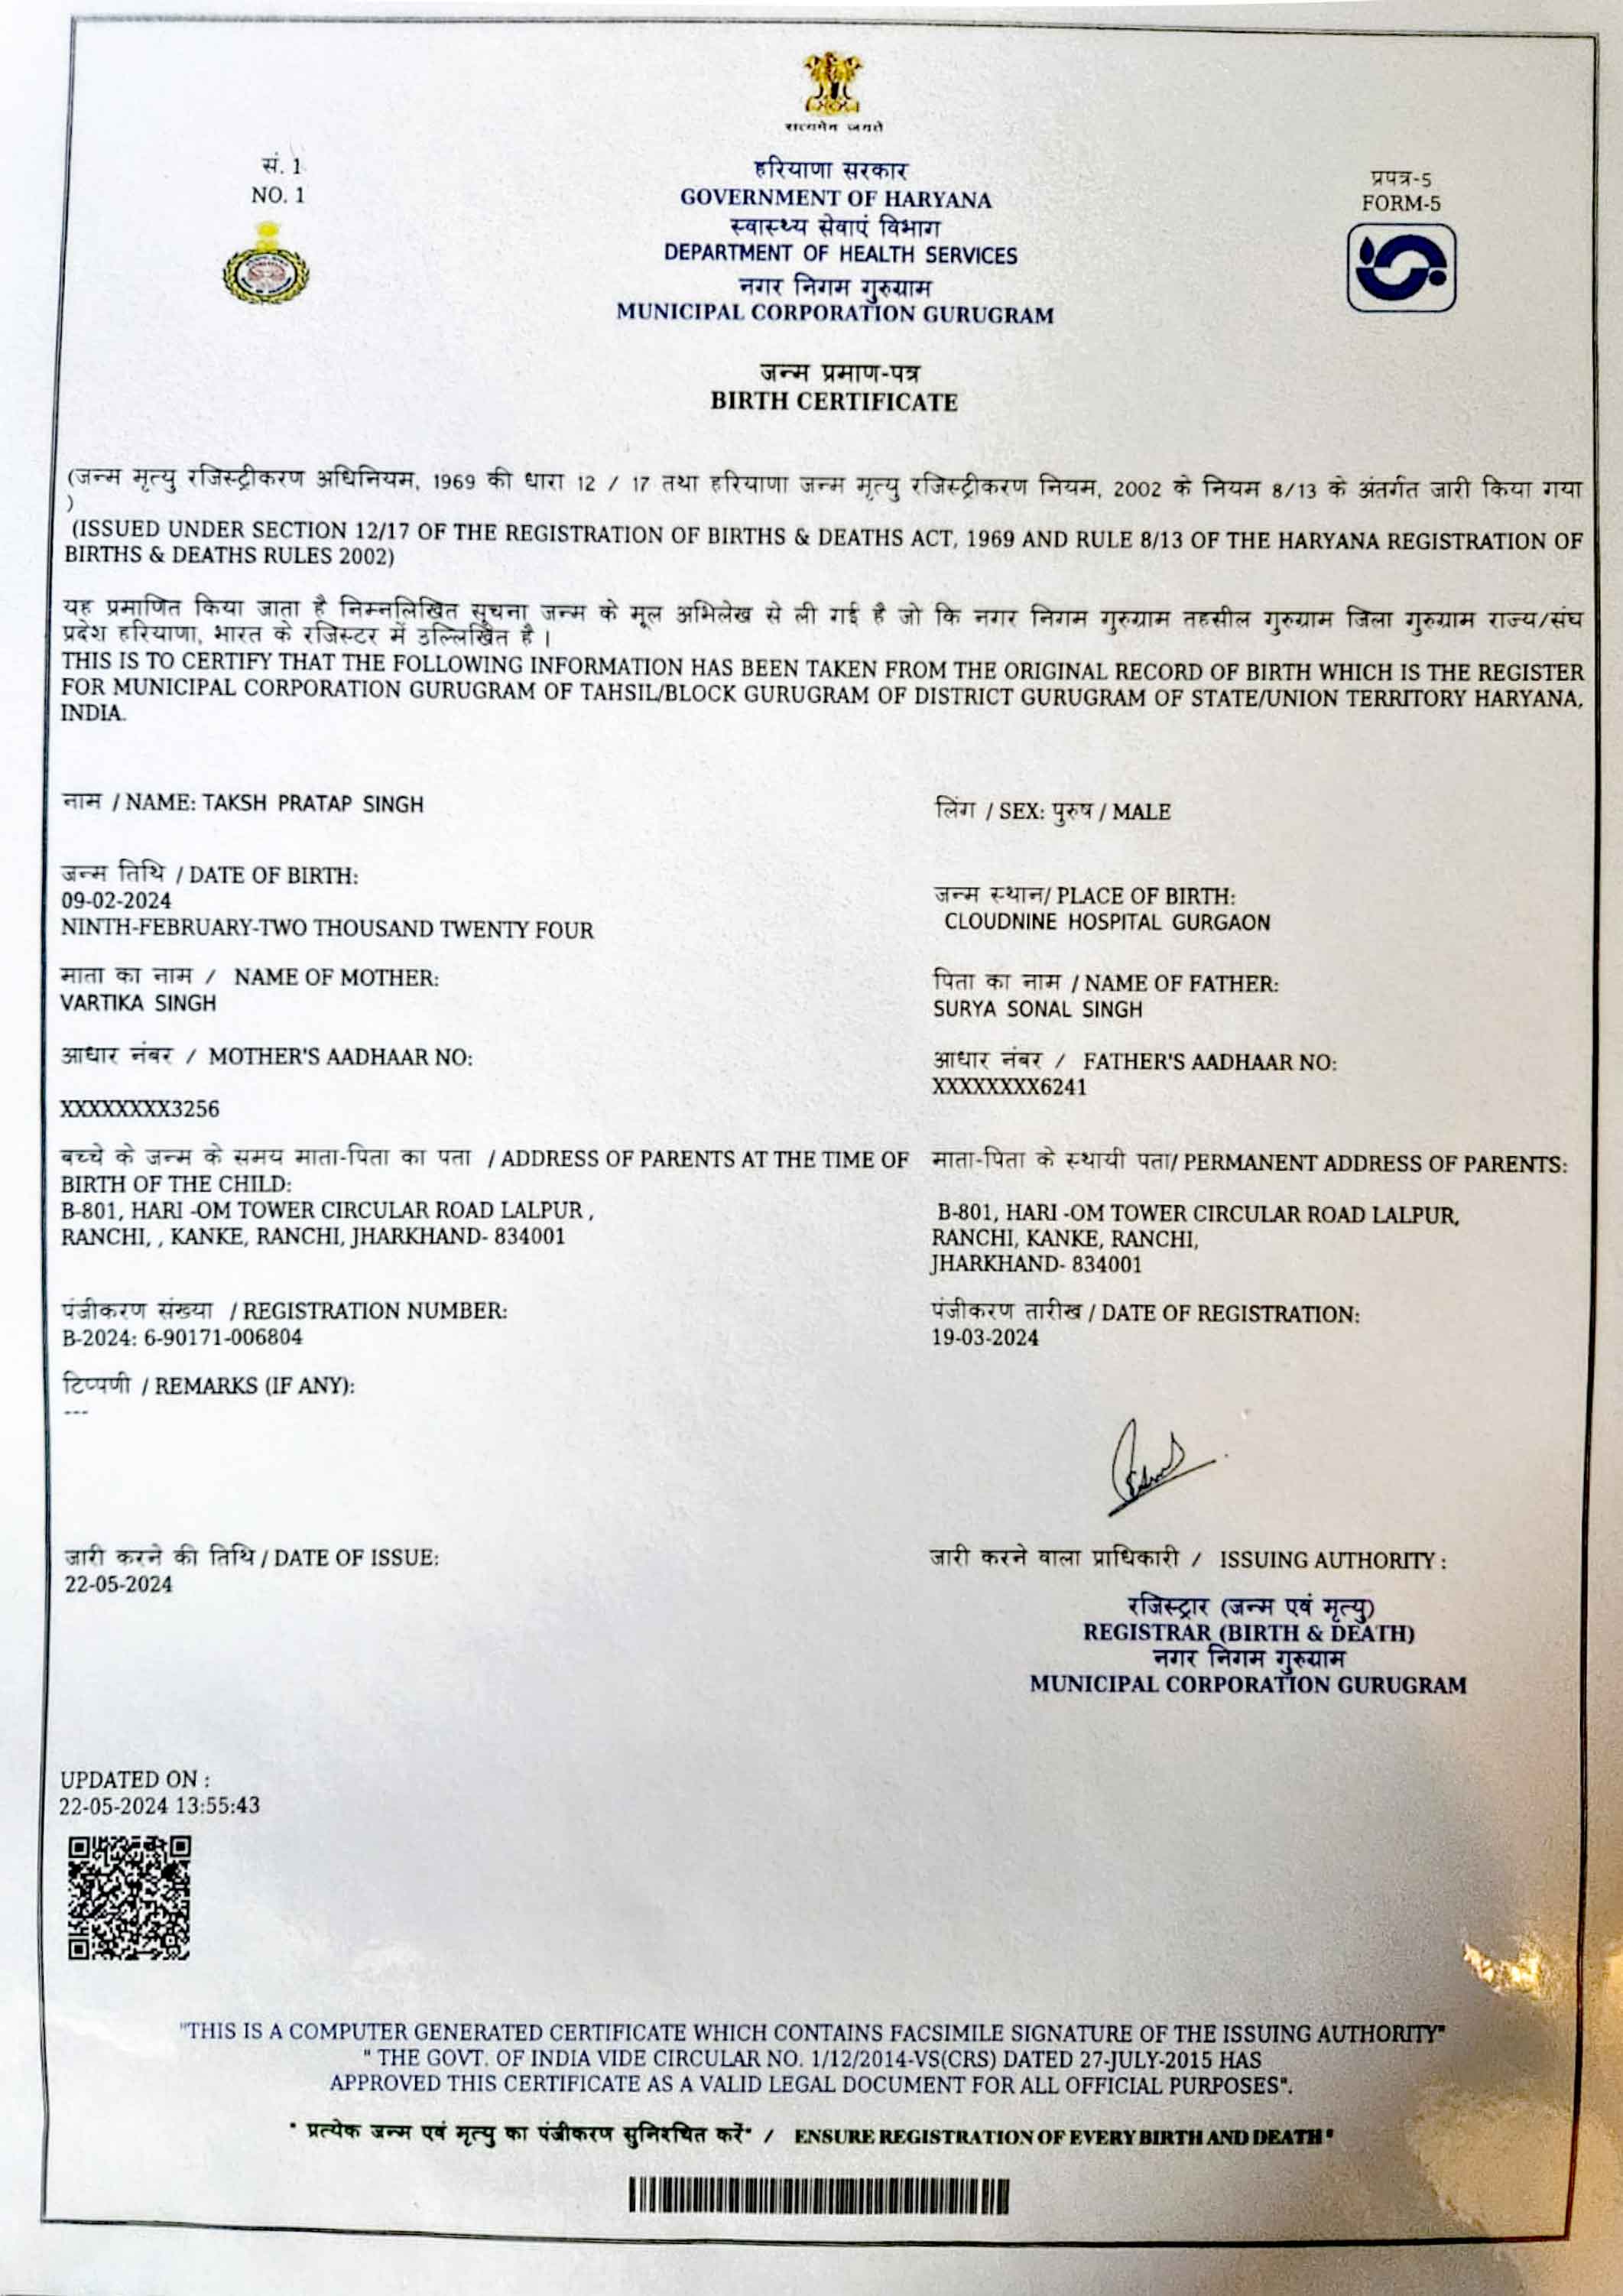 सत्यमेव जयते
सं. 1
NO. 1
हरियाणा सरकार
GOVERNMENT OF HARYANA
स्वास्थ्य सेवाएं विभाग
DEPARTMENT OF HEALTH SERVICES
नगर निगम गुरुग्राम
MUNICIPAL CORPORATION GURUGRAM
प्रपत्र-5
FORM-5
जन्म प्रमाण-पत्र
BIRTH CERTIFICATE
(जन्म मृत्यु रजिस्ट्रीकरण अधिनियम, 1969 की धारा 12 / 17 तथा हरियाणा जन्म मृत्यु रजिस्ट्रीकरण नियम, 2002 के नियम 8/13 के अंतर्गत जारी किया गया
)
(ISSUED UNDER SECTION 12/17 OF THE REGISTRATION OF BIRTHS & DEATHS ACT, 1969 AND RULE 8/13 OF THE HARYANA REGISTRATION OF
BIRTHS & DEATHS RULES 2002)
यह प्रमाणित किया जाता है निम्नलिखित सुचना जन्म के मूल अभिलेख से ली गई है जो कि नगर निगम गुरुग्राम तहसील गुरुग्राम जिला गुरुग्राम राज्य/संघ
प्रदेश हरियाणा, भारत के रजिस्टर में उल्लिखित है।
THIS IS TO CERTIFY THAT THE FOLLOWING INFORMATION HAS BEEN TAKEN FROM THE ORIGINAL RECORD OF BIRTH WHICH IS THE REGISTER
FOR MUNICIPAL CORPORATION GURUGRAM OF TAHSIL/BLOCK GURUGRAM OF DISTRICT GURUGRAM OF STATE/UNION TERRITORY HARYANA,
INDIA.
नाम / NAME: TAKSH PRATAP SINGH
लिंग / SEX: पुरुष / MALE
जन्म तिथि / DATE OF BIRTH:
09-02-2024
NINTH-FEBRUARY-TWO THOUSAND TWENTY FOUR
जन्म स्थान/ PLACE OF BIRTH:
CLOUDNINE HOSPITAL GURGAON
माता का नाम / NAME OF MOTHER:
VARTIKA SINGH
पिता का नाम / NAME OF FATHER:
SURYA SONAL SINGH
आधार नंबर / MOTHER'S AADHAAR NO:
XXXXXXXX3256
आधार नंबर / FATHER'S AADHAAR NO:
XXXXXXXX6241
बच्चे के जन्म के समय माता-पिता का पता / ADDRESS OF PARENTS AT THE TIME OF
BIRTH OF THE CHILD:
B-801, HARI -OM TOWER CIRCULAR ROAD LALPUR ,
RANCHI, , KANKE, RANCHI, JHARKHAND- 834001
माता-पिता के स्थायी पता/ PERMANENT ADDRESS OF PARENTS:
B-801, HARI -OM TOWER CIRCULAR ROAD LALPUR,
RANCHI, KANKE, RANCHI,
JHARKHAND- 834001
पंजीकरण संख्या / REGISTRATION NUMBER:
B-2024: 6-90171-006804
पंजीकरण तारीख / DATE OF REGISTRATION:
19-03-2024
टिप्पणी / REMARKS (IF ANY):
---
जारी करने की तिथि / DATE OF ISSUE:
22-05-2024
जारी करने वाला प्राधिकारी / ISSUING AUTHORITY :
रजिस्ट्रार (जन्म एवं मृत्यु)
REGISTRAR (BIRTH & DEATH)
नगर निगम गुरुग्राम
MUNICIPAL CORPORATION GURUGRAM
UPDATED ON :
22-05-2024 13:55:43
"THIS IS A COMPUTER GENERATED CERTIFICATE WHICH CONTAINS FACSIMILE SIGNATURE OF THE ISSUING AUTHORITY"
" THE GOVT. OF INDIA VIDE CIRCULAR NO. 1/12/2014-VS(CRS) DATED 27-JULY-2015 HAS
APPROVED THIS CERTIFICATE AS A VALID LEGAL DOCUMENT FOR ALL OFFICIAL PURPOSES".
" प्रत्येक जन्म एवं मृत्यु का पंजीकरण सुनिश्चित करें" / ENSURE REGISTRATION OF EVERY BIRTH AND DEATH"